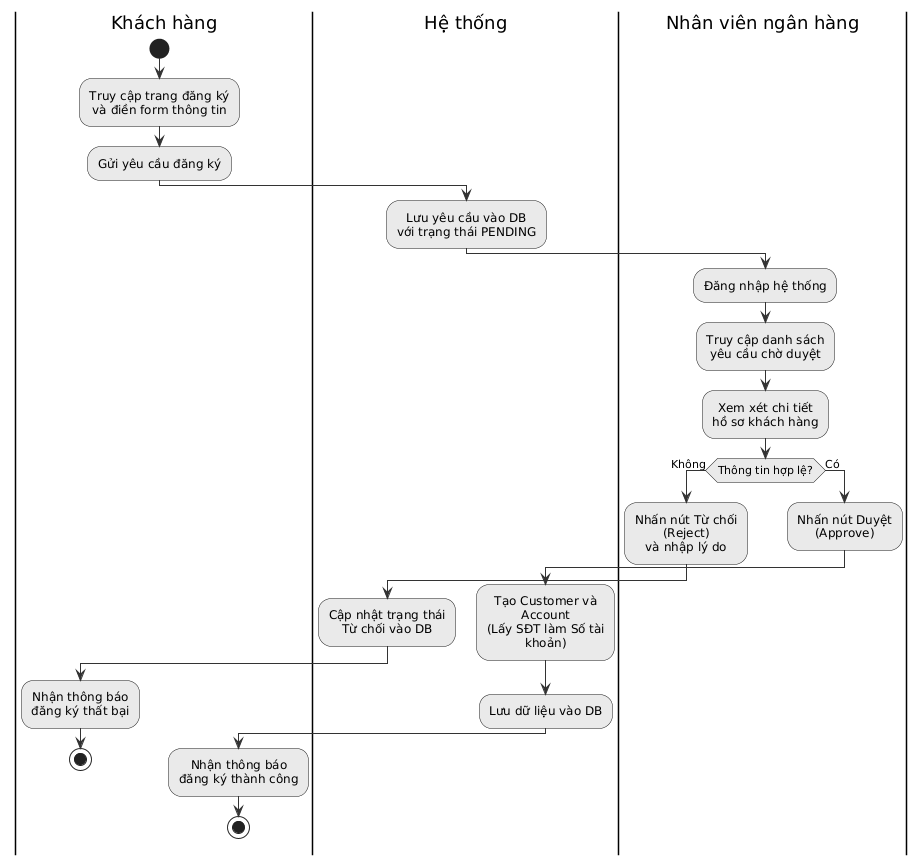 Khách hàng
Hệ thống
Nhân viên ngân hàng
Truy cập trang đăng ký
và điền form thông tin
Gửi yêu cầu đăng ký
Lưu yêu cầu vào DB
với trạng thái PENDING
Đăng nhập hệ thống
Truy cập danh sách
yêu cầu chờ duyệt
Xem xét chi tiết
hồ sơ khách hàng
Thông tin hợp lệ?
Không
Có
Nhấn nút Từ chối
(Reject)
và nhập lý do
Nhấn nút Duyệt
(Approve)
Cập nhật trạng thái
Từ chối vào DB
Tạo Customer và
Account
(Lấy SĐT làm Số tài
khoản)
Nhận thông báo
đăng ký thất bại
Lưu dữ liệu vào DB
Nhận thông báo
đăng ký thành công